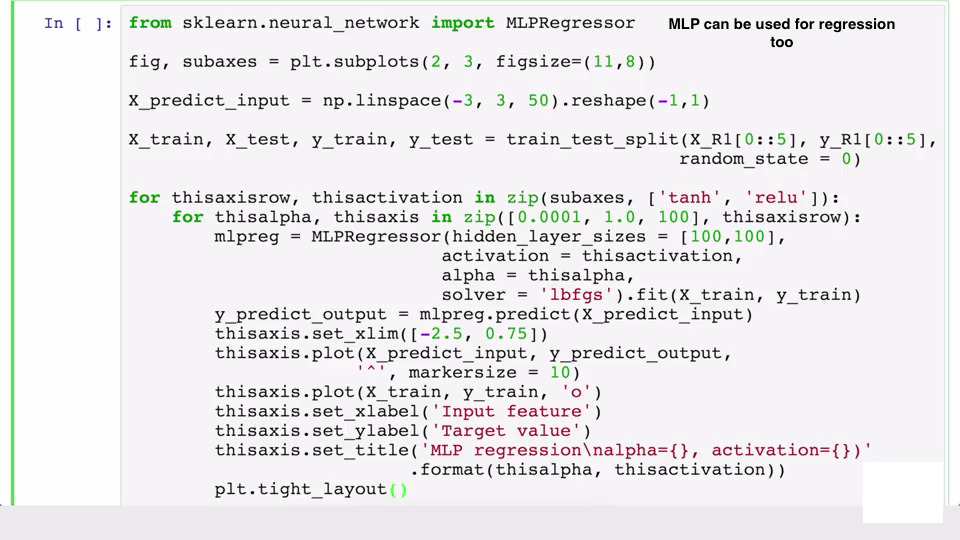 In [ ]:
from sklearn.neural_network import MLPRegressor
MLP can be used for regression
too
fig, subaxes = plt.subplots(2, 3, figsize=(11,8))
X_predict_input = np.linspace(-3, 3, 50).reshape(-1,1)
X_train, X_test, y_train, y_test = train_test_split(X_R1[0::5], y_R1[0::5],
random_state = 0)
for thisaxisrow, thisactivation in zip(subaxes, ['tanh', 'relu']):
for thisalpha, thisaxis in zip([0.0001, 1.0, 100], thisaxisrow):
mlpreg = MLPRegressor(hidden_layer_sizes = [100,100],
activation = thisactivation,
alpha = thisalpha,
solver = 'lbfgs').fit(X_train, y_train)
y_predict_output = mlpreg.predict(X_predict_input)
thisaxis.set_xlim([-2.5, 0.75])
thisaxis.plot(X_predict_input, y_predict_output,
'^', markersize = 10)
thisaxis.plot(X_train, y_train, 'o')
thisaxis.set_xlabel('Input feature')
thisaxis.set_ylabel('Target value')
thisaxis.set_title('MLP regression\nalpha={}, activation={})'
.format(thisalpha, thisactivation))
plt.tight_layout()